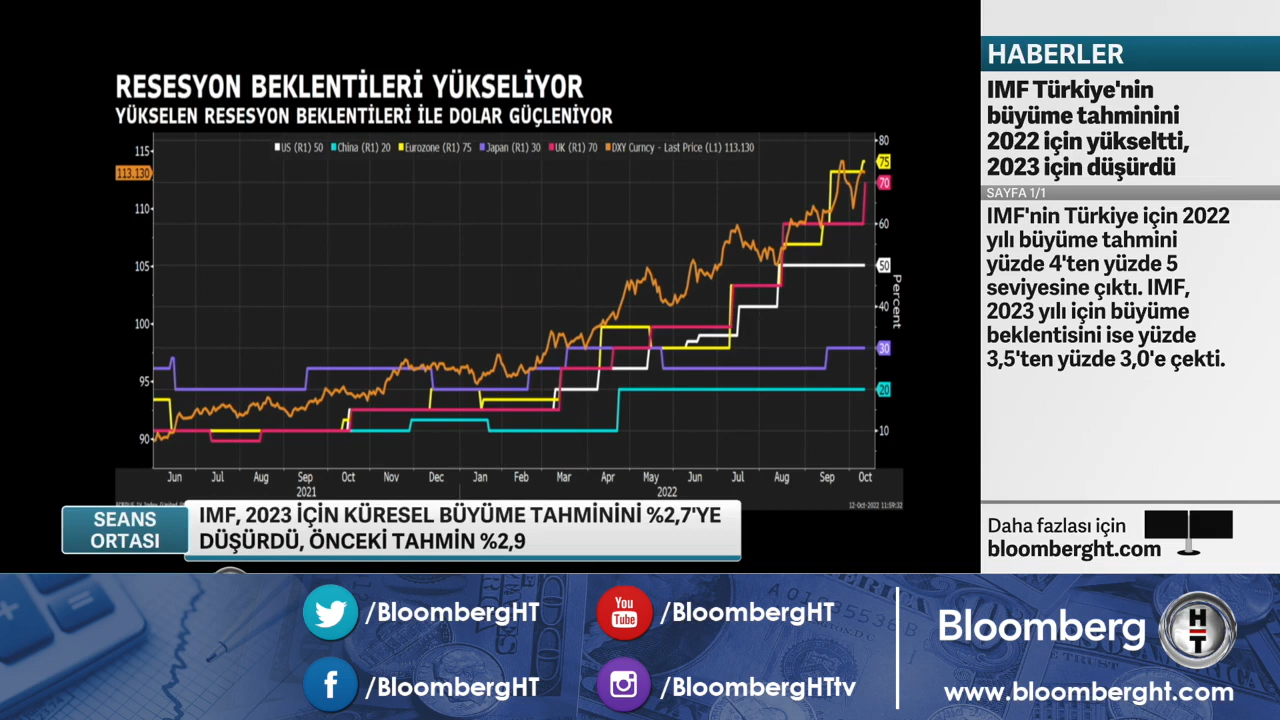 RESESYON BEKLENTİLERİ YÜKSELİYOR
YÜKSELEN RESESYON BEKLENTİLERİ İLE DOLAR GÜÇLENİYOR
US (R1) 50 China (R1) 20 Eurozone (R1) 75 Japan (R1) 30 UK (R1) 70 DXY Curncy - Last Price (L1) 113.130
115
113.130
110
105
100
95
90
80
75
70
60
50
40
30
20
10
Percent
Jun Jul Aug Sep Oct Nov Dec Jan Feb Mar Apr May Jun Jul Aug Sep Oct
2021 2022
12-Oct-2022 11:59:32
SEANS
ORTASI
IMF, 2023 İÇİN KÜRESEL BÜYÜME TAHMİNİNİ %2,7'YE
DÜŞÜRDÜ, ÖNCEKİ TAHMİN %2,9
HABERLER
IMF Türkiye'nin
büyüme tahminini
2022 için yükseltti,
2023 için düşürdü
SAYFA 1/1
IMF'nin Türkiye için 2022
yılı büyüme tahmini
yüzde 4'ten yüzde 5
seviyesine çıktı. IMF,
2023 yılı için büyüme
beklentisini ise yüzde
3,5'ten yüzde 3,0'e çekti.
Daha fazlası için
bloomberght.com
/BloombergHT
You
Tube
/BloombergHT
/BloombergHT
/BloombergHTtv
Bloomberg HT
www.bloomberght.com